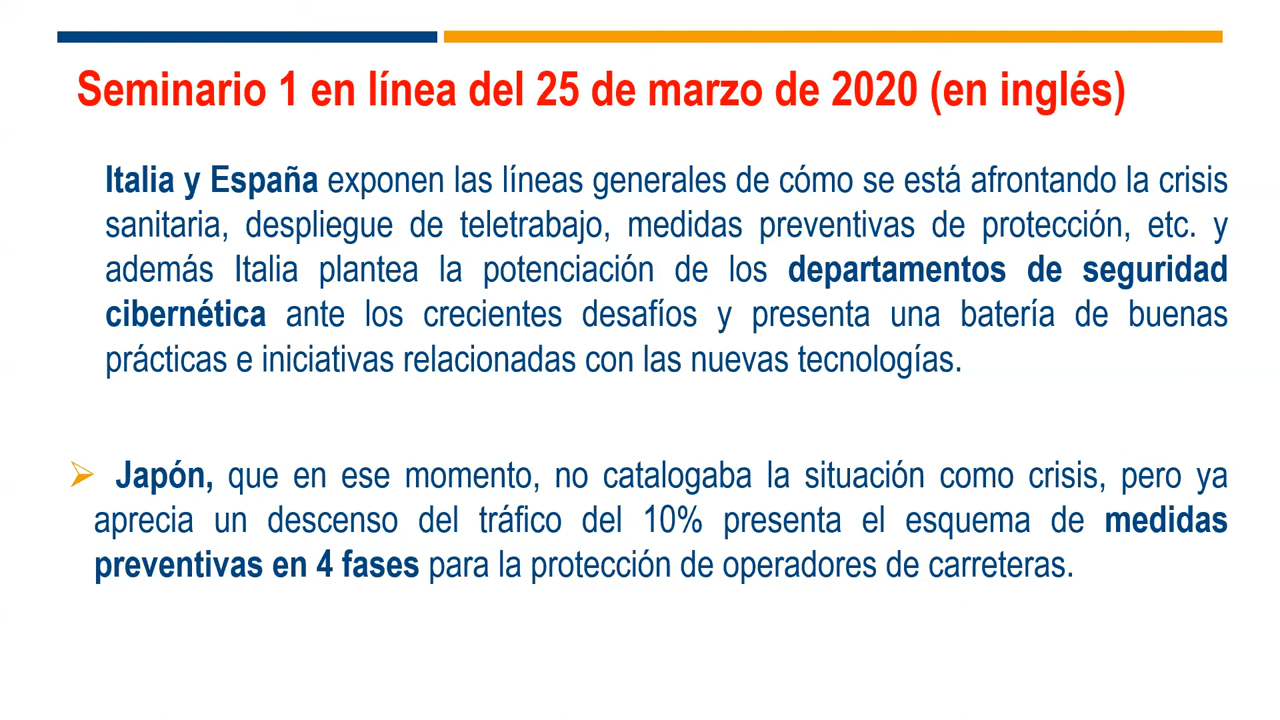 Seminario 1 en línea del 25 de marzo de 2020 (en inglés)
Italia y España exponen las líneas generales de cómo se está afrontando la crisis
sanitaria, despliegue de teletrabajo, medidas preventivas de protección, etc. y
además Italia plantea la potenciación de los departamentos de seguridad
cibernética ante los crecientes desafíos y presenta una batería de buenas
prácticas e iniciativas relacionadas con las nuevas tecnologías.
Japón, que en ese momento, no catalogaba la situación como crisis, pero ya
aprecia un descenso del tráfico del 10% presenta el esquema de medidas
preventivas en 4 fases para la protección de operadores de carreteras.